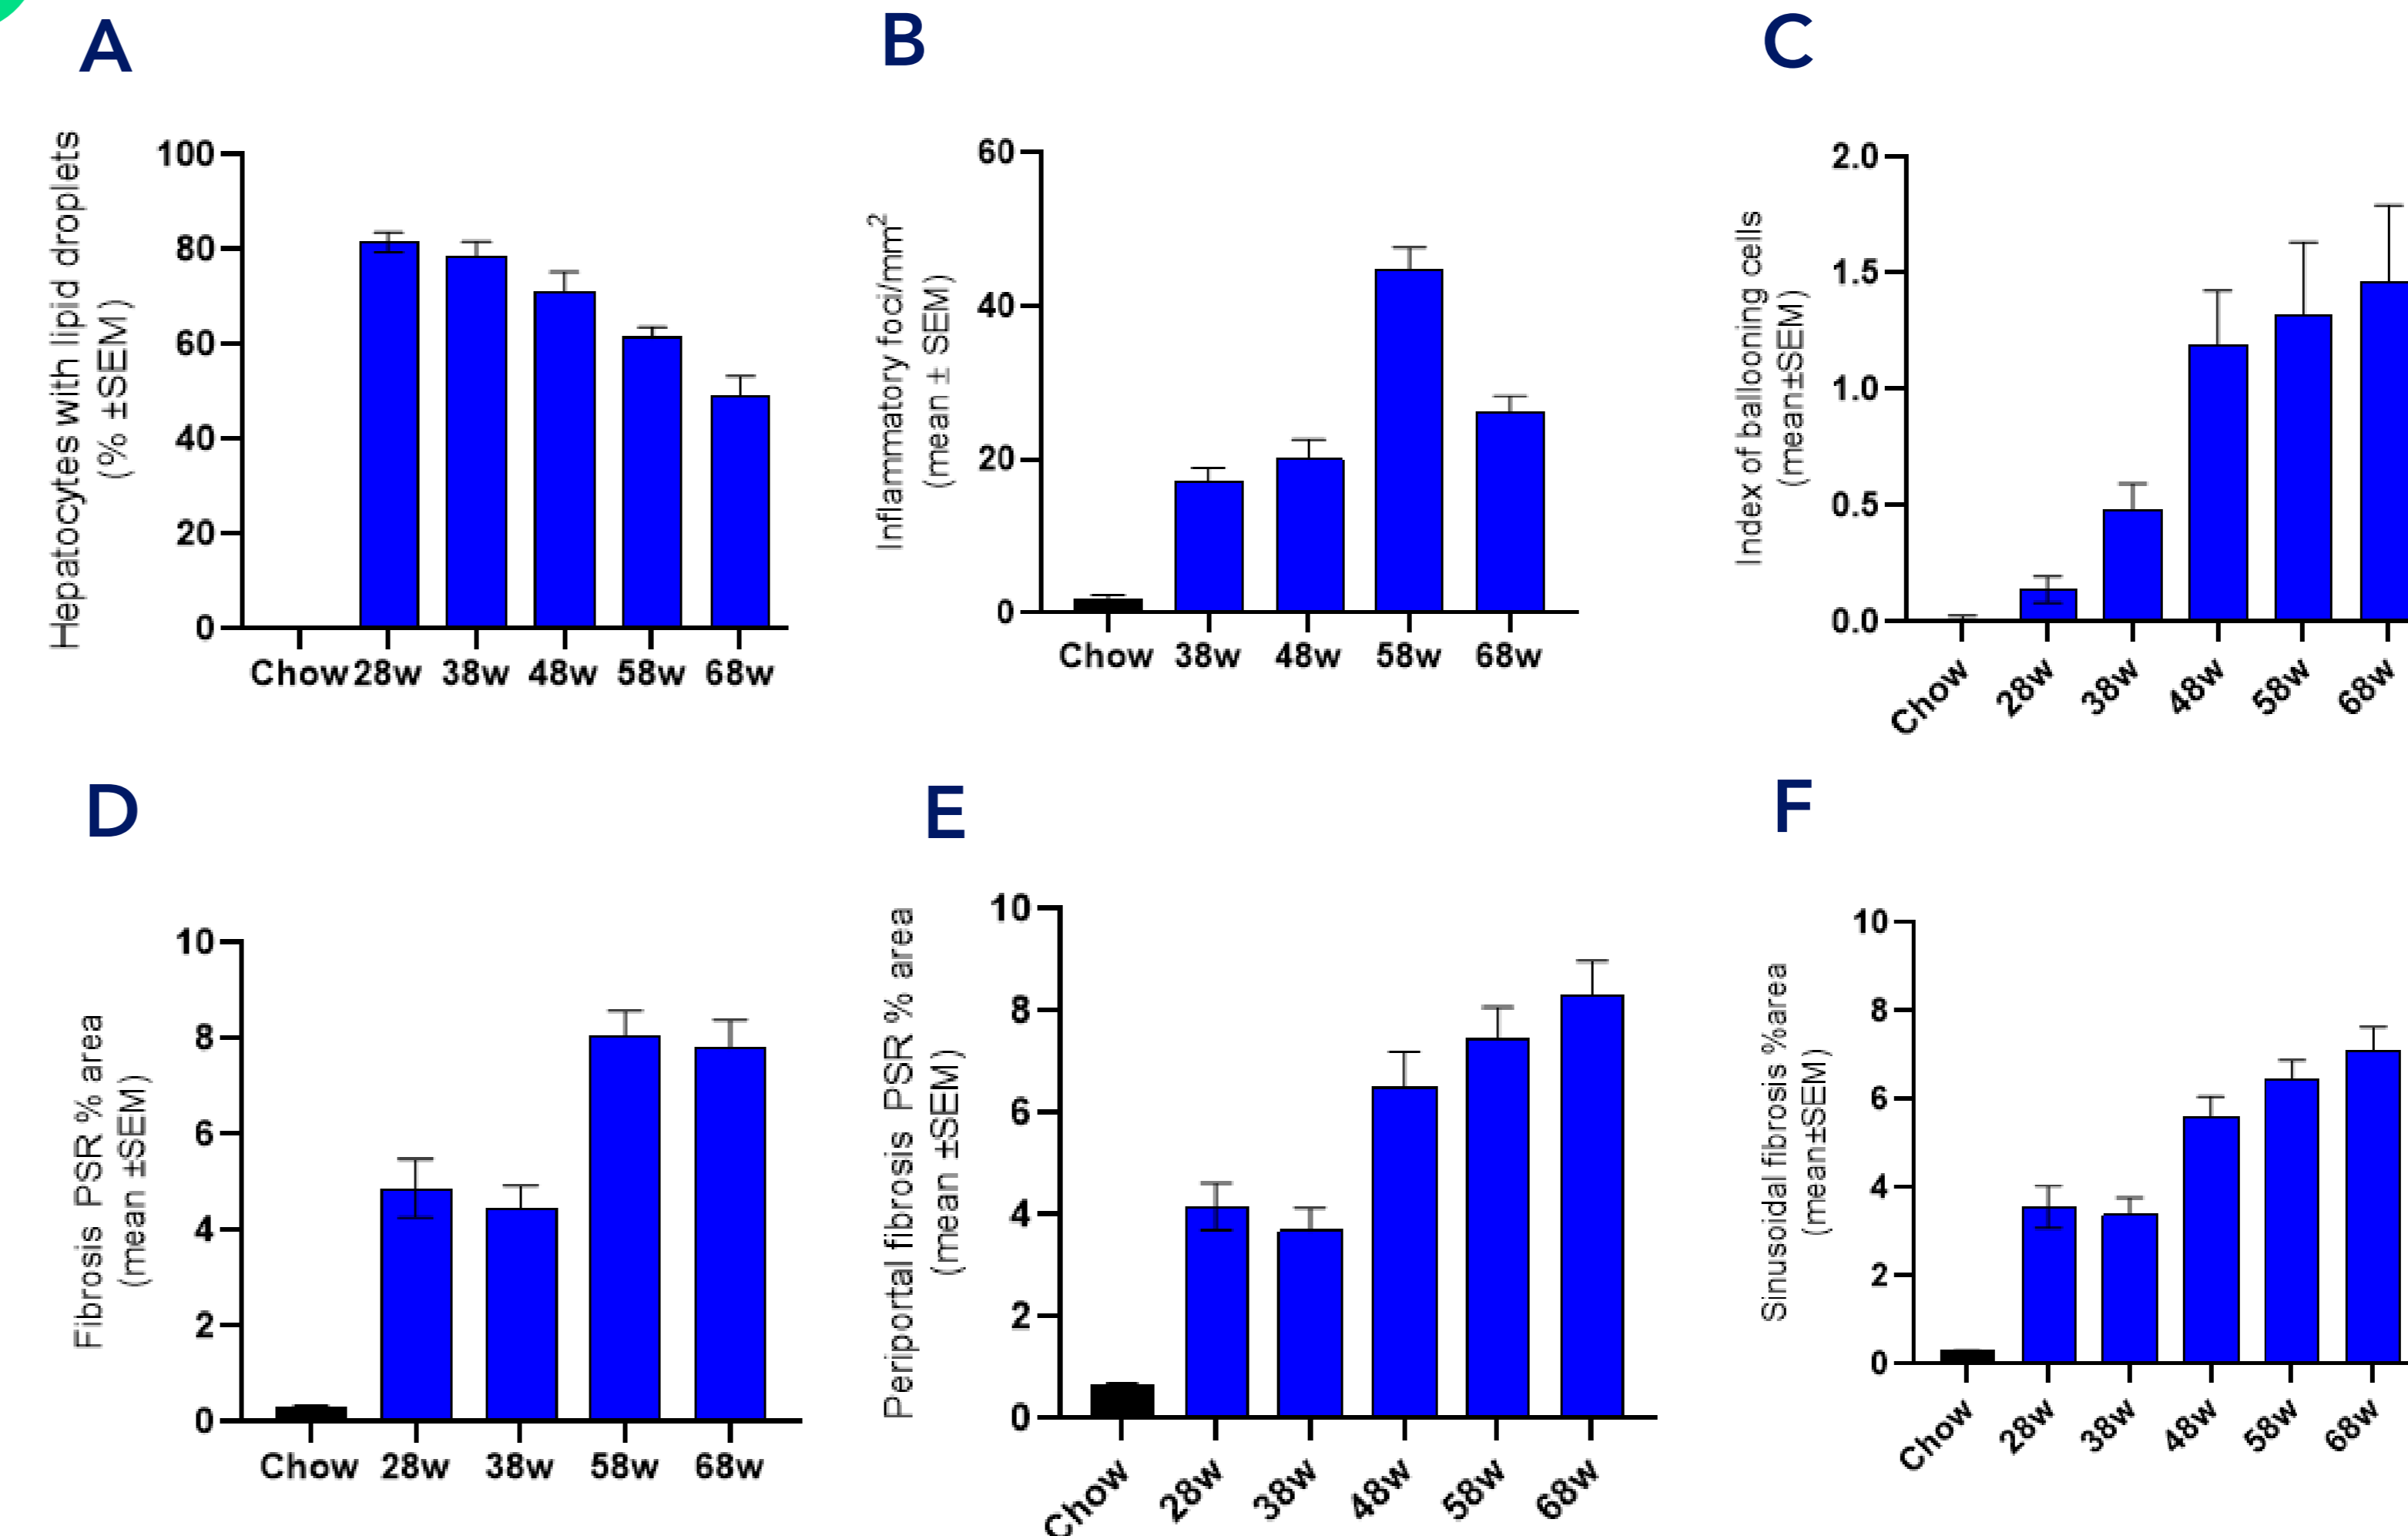 A
Hepatocytes with lipid droplets
(% ±SEM)
100
80
60
40
20
0
Chow 28w 38w 48w 58w 68w
B
Inflammatory foci/mm²
(mean ± SEM)
60
40
20
0
Chow 38w 48w 58w 68w
C
Index of ballooning cells
(mean±SEM)
2.0
1.5
1.0
0.5
0.0
Chow 28w 38w 48w 58w 68w
D
Fibrosis PSR % area
(mean ±SEM)
10
8
6
4
2
0
Chow 28w 38w 58w 68w
E
Periportal fibrosis PSR % area
(mean ±SEM)
10
8
6
4
2
0
Chow 28w 38w 48w 58w 68w
F
Sinusoidal fibrosis %area
(mean±SEM)
10
8
6
4
2
0
Chow 28w 38w 48w 58w 68w